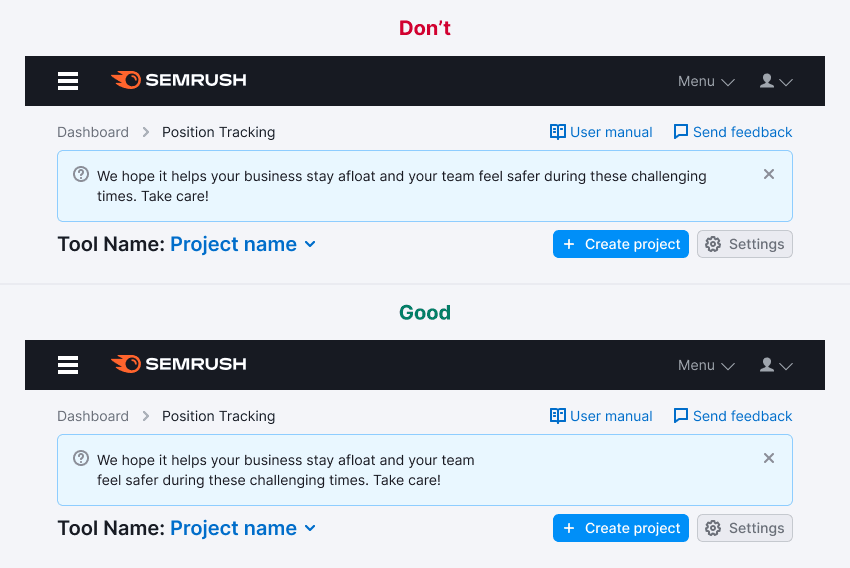 Don’t
SEMRUSH Menu
Dashboard Position Tracking User manual Send feedback
We hope it helps your business stay afloat and your team feel safer during these challenging
times. Take care!
Tool Name: Project name + Create project Settings
Good
SEMRUSH Menu
Dashboard Position Tracking User manual Send feedback
We hope it helps your business stay afloat and your team
feel safer during these challenging times. Take care!
Tool Name: Project name + Create project Settings